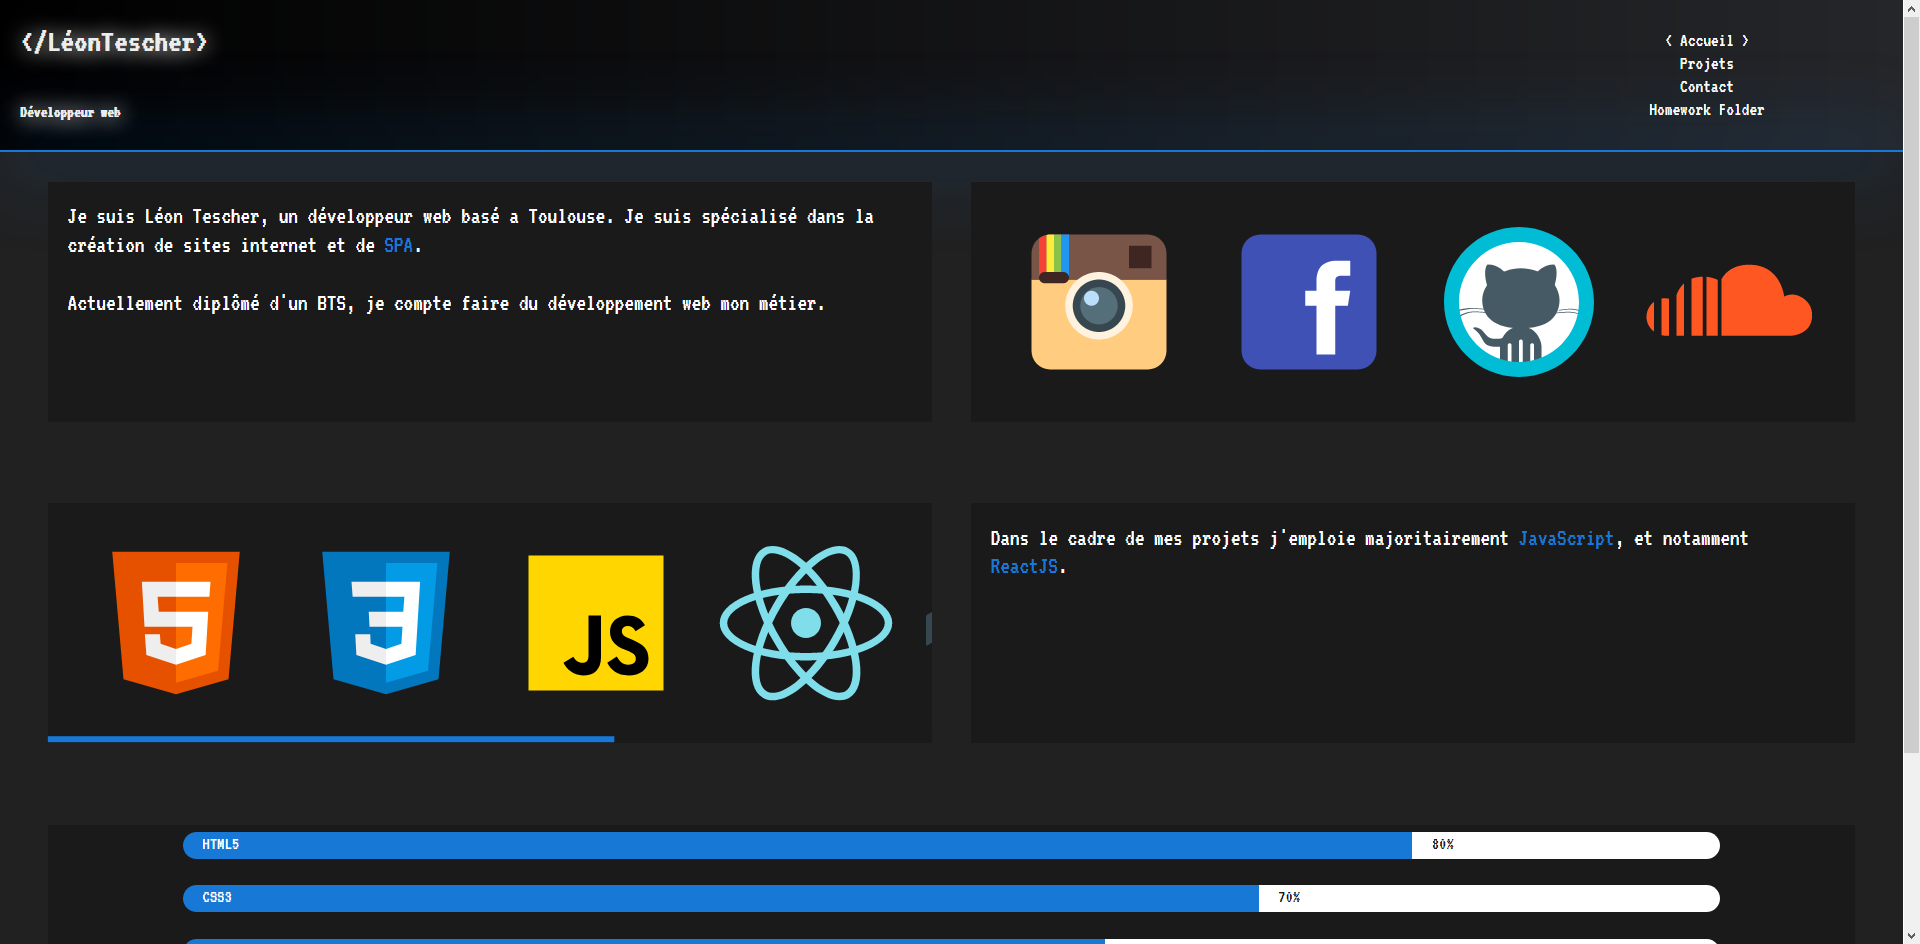 </LéonTescher>
Développeur web
< Accueil >
Projets
Contact
Homework Folder
Je suis Léon Tescher, un développeur web basé a Toulouse. Je suis spécialisé dans la
création de sites internet et de SPA.
Actuellement diplômé d'un BTS, je compte faire du développement web mon métier.
f
5
3
JS
Dans le cadre de mes projets j'emploie majoritairement JavaScript, et notamment
ReactJS.
HTML5
80%
CSS3
70%